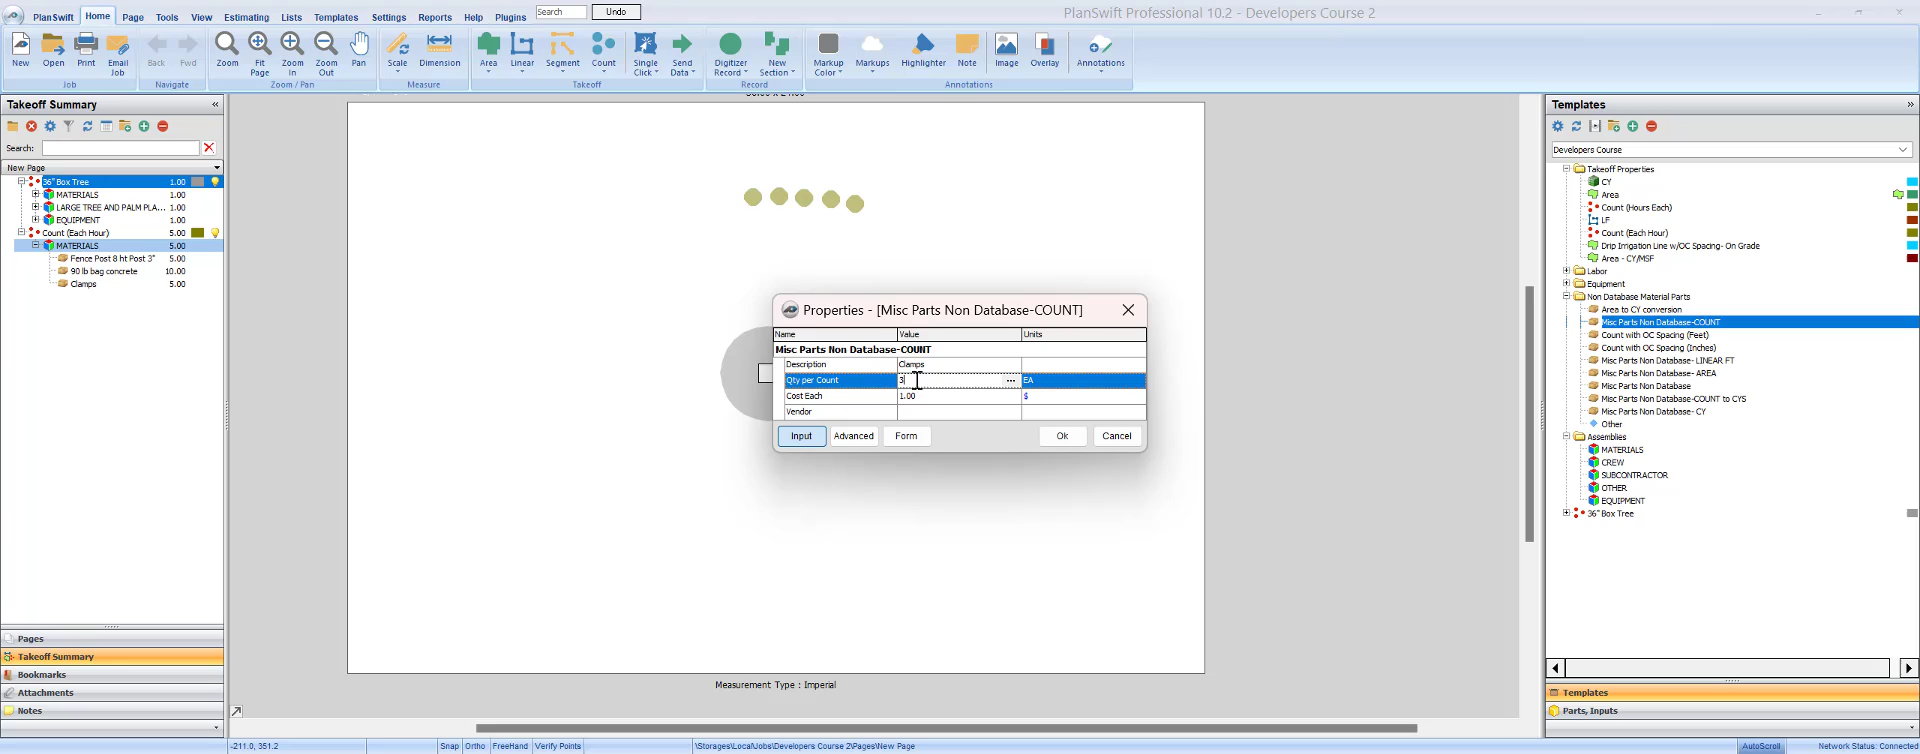 PlanSwift Home Page Tools View Estimating Lists Templates Settings Reports Help Plugins Search Undo
PlanSwift Professional 10.2 - Developers Course 2
New Open Print Email Job Back Fwd Zoom Fit Page Zoom In Zoom Out Pan Scale Dimension Area Linear Segment Count Single Click Send Data Digitizer Record New Section Markup Color Markups Highlighter Note Image Overlay Annotations
Job Navigate Zoom / Pan Measure Takeoff Record Annotations
Takeoff Summary «
Search:
New Page
36" Box Tree 1.00
MATERIALS 1.00
LARGE TREE AND PALM PLA... 1.00
EQUIPMENT 1.00
Count (Each Hour) 5.00
MATERIALS 5.00
Fence Post 8 ht Post 3" 5.00
90 lb bag concrete 10.00
Clamps 5.00
Pages
Takeoff Summary
Bookmarks
Attachments
Notes
Properties - [Misc Parts Non Database-COUNT]
Name Value Units
Misc Parts Non Database-COUNT
Description Clamps
Qty per Count 3 ... EA
Cost Each 1.00 $
Vendor
Input Advanced Form Ok Cancel
Measurement Type : Imperial
Templates »
Developers Course
Takeoff Properties
CY
Area
Count (Hours Each)
LF
Count (Each Hour)
Drip Irrigation Line w/OC Spacing- On Grade
Area - CY/MSF
Labor
Equipment
Non Database Material Parts
Area to CY conversion
Misc Parts Non Database-COUNT
Count with OC Spacing (Feet)
Count with OC Spacing (Inches)
Misc Parts Non Database- LINEAR FT
Misc Parts Non Database- AREA
Misc Parts Non Database
Misc Parts Non Database-COUNT to CYS
Misc Parts Non Database- CY
Other
Assemblies
MATERIALS
CREW
SUBCONTRACTOR
OTHER
EQUIPMENT
36" Box Tree
Templates
Parts, Inputs
-211.0, 351.2 Snap Ortho FreeHand Verify Points \Storages\Local\Jobs\Developers Course 2\Pages\New Page AutoScroll Network Status: Connected